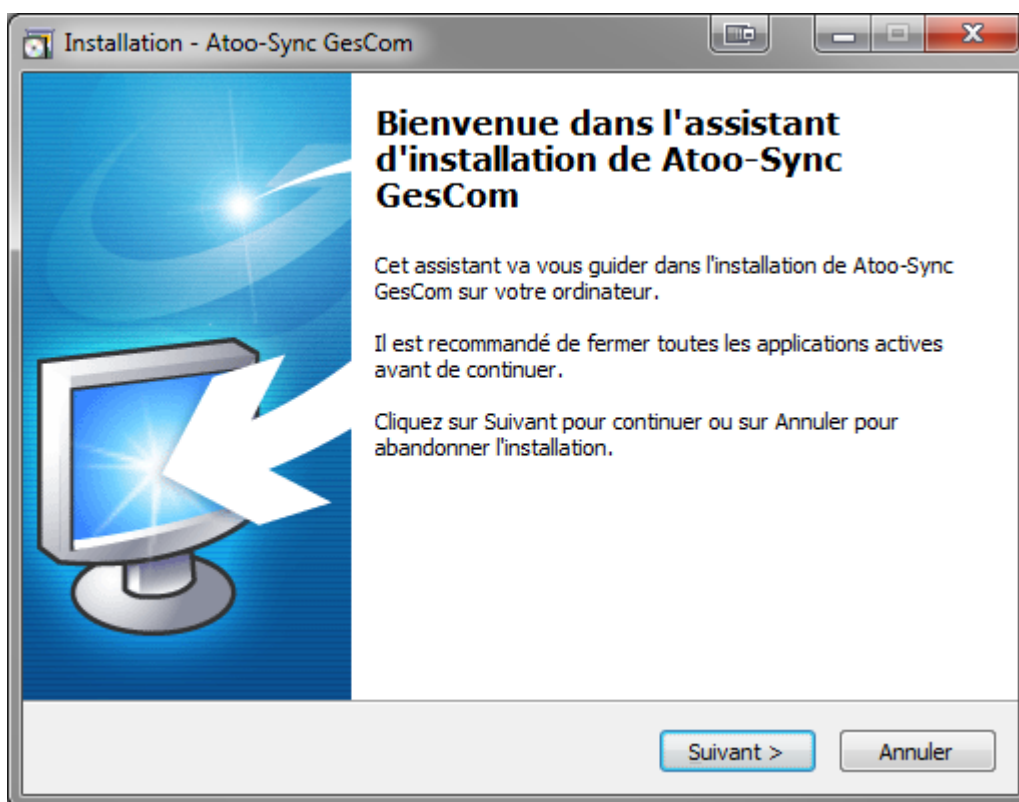 Installation - Atoo-Sync GesCom
Bienvenue dans l'assistant
d'installation de Atoo-Sync
GesCom
Cet assistant va vous guider dans l'installation de Atoo-Sync
GesCom sur votre ordinateur.
Il est recommandé de fermer toutes les applications actives
avant de continuer.
Cliquez sur Suivant pour continuer ou sur Annuler pour
abandonner l'installation.
Suivant >
Annuler